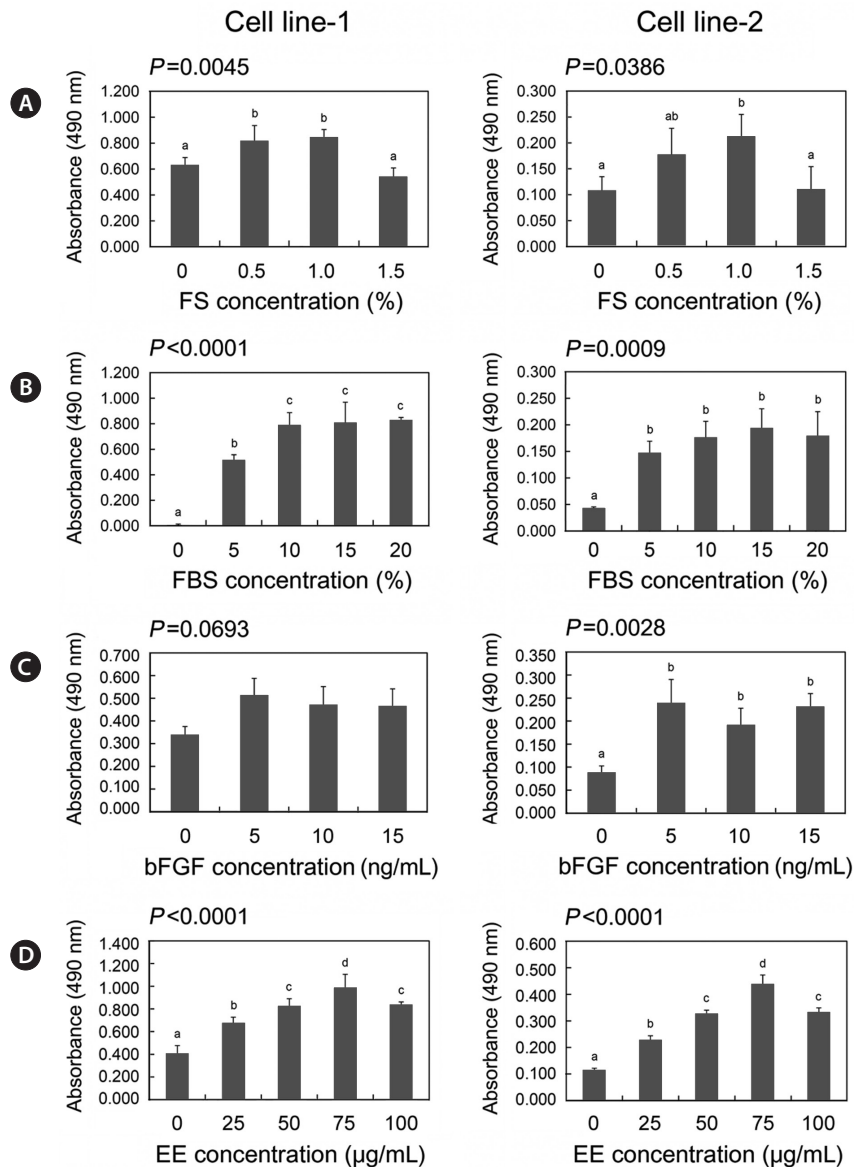 Cell line-1
Cell line-2
A
P=0.0045
Absorbance (490 nm)
1.200
1.000
0.800
0.600
0.400
0.200
0.000
a
b
b
a
0 0.5 1.0 1.5
FS concentration (%)
P=0.0386
Absorbance (490 nm)
0.300
0.250
0.200
0.150
0.100
0.050
0.000
a
ab
b
a
0 0.5 1.0 1.5
FS concentration (%)
B
P<0.0001
Absorbance (490 nm)
1.200
1.000
0.800
0.600
0.400
0.200
0.000
a
b
c
c
c
0 5 10 15 20
FBS concentration (%)
P=0.0009
Absorbance (490 nm)
0.300
0.250
0.200
0.150
0.100
0.050
0.000
a
b
b
b
b
0 5 10 15 20
FBS concentration (%)
C
P=0.0693
Absorbance (490 nm)
0.700
0.600
0.500
0.400
0.300
0.300
0.100
0.000
0 5 10 15
bFGF concentration (ng/mL)
P=0.0028
Absorbance (490 nm)
0.350
0.300
0.250
0.200
0.150
0.100
0.050
0.000
a
b
b
b
0 5 10 15
bFGF concentration (ng/mL)
D
P<0.0001
Absorbance (490 nm)
1.400
1.200
1.000
0.800
0.600
0.400
0.200
0.000
a
b
c
d
c
0 25 50 75 100
EE concentration (μg/mL)
P<0.0001
Absorbance (490 nm)
0.600
0.500
0.400
0.300
0.200
0.100
0.000
a
b
c
d
c
0 25 50 75 100
EE concentration (μg/mL)